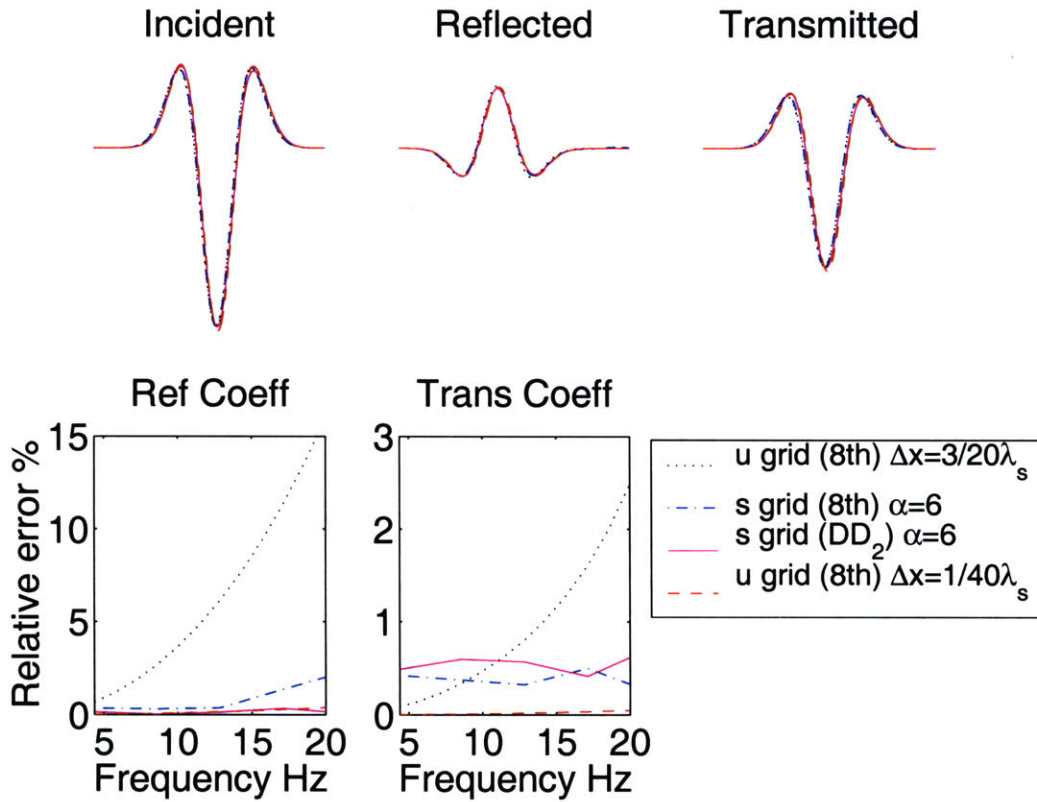 Incident Reflected Transmitted
Ref Coeff Trans Coeff
Relative error %
15
10
5
0
5 10 15 20
Frequency Hz
3
2
1
0
5 10 15 20
Frequency Hz
u grid (8th) Δx=3/20λs
s grid (8th) α=6
s grid (DD2) α=6
u grid (8th) Δx=1/40λs